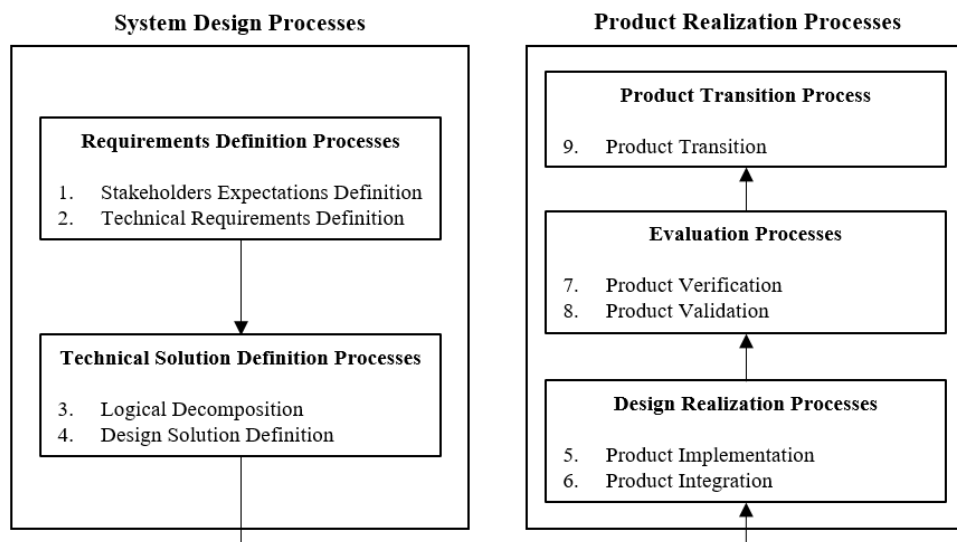 System Design Processes
Requirements Definition Processes
1. Stakeholders Expectations Definition
2. Technical Requirements Definition
Technical Solution Definition Processes
3. Logical Decomposition
4. Design Solution Definition
Product Realization Processes
Product Transition Process
9. Product Transition
Evaluation Processes
7. Product Verification
8. Product Validation
Design Realization Processes
5. Product Implementation
6. Product Integration